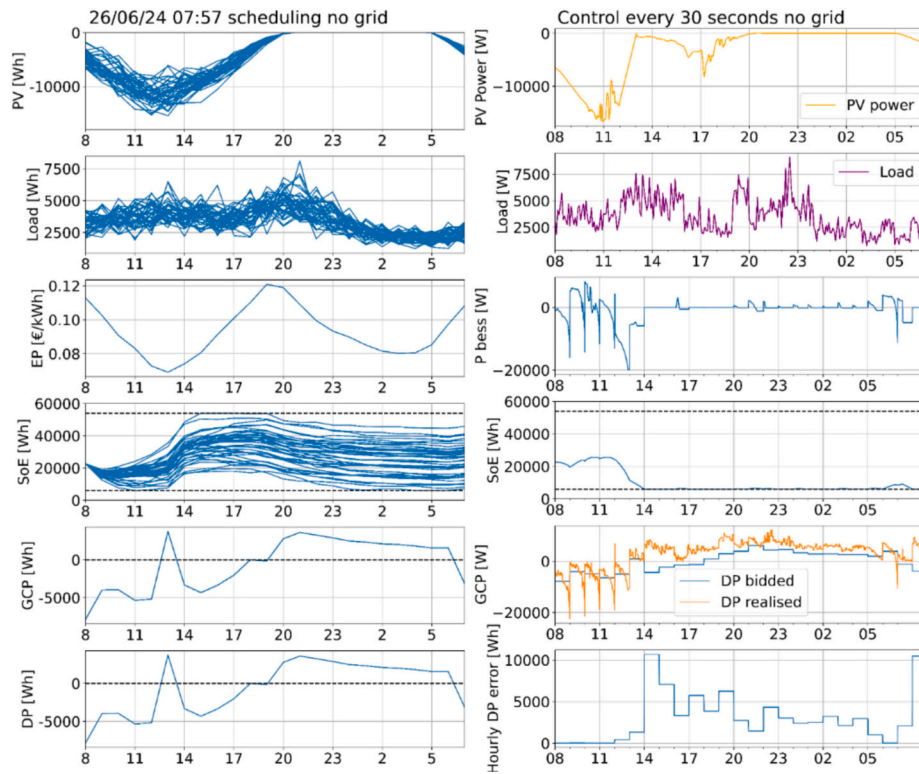 26/06/24 07:57 scheduling no grid
PV [Wh]
0
-10000
8 11 14 17 20 23 2 5
Load [Wh]
7500
5000
2500
8 11 14 17 20 23 2 5
EP [€/kWh]
0.12
0.10
0.08
8 11 14 17 20 23 2 5
SoE [Wh]
60000
40000
20000
0
8 11 14 17 20 23 2 5
GCP [Wh]
0
-5000
8 11 14 17 20 23 2 5
DP [Wh]
0
-5000
8 11 14 17 20 23 2 5
Control every 30 seconds no grid
PV Power [W]
0
−10000
PV power
08 11 14 17 20 23 02 05
Load [W]
7500
5000
2500
Load
08 11 14 17 20 23 02 05
P bess [W]
0
−20000
08 11 14 17 20 23 02 05
SoE [Wh]
40000
20000
0
08 11 14 17 20 23 02 05
GCP [W]
0
−20000
DP bidded
DP realised
08 11 14 17 20 23 02 05
Hourly DP error [Wh]
10000
5000
0
08 11 14 17 20 23 02 05